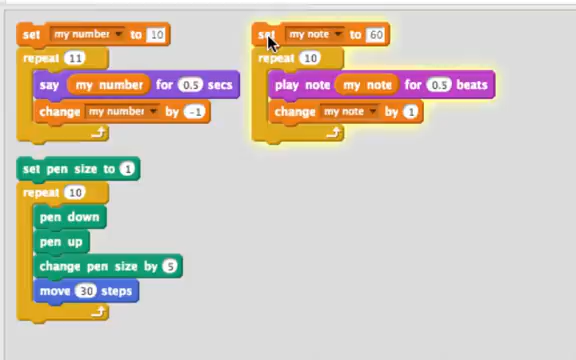 set my number to 10
repeat 11
say my number for 0.5 secs
change my number by -1
set my note to 60
repeat 10
play note my note for 0.5 beats
change my note by 1
set pen size to 1
repeat 10
pen down
pen up
change pen size by 5
move 30 steps